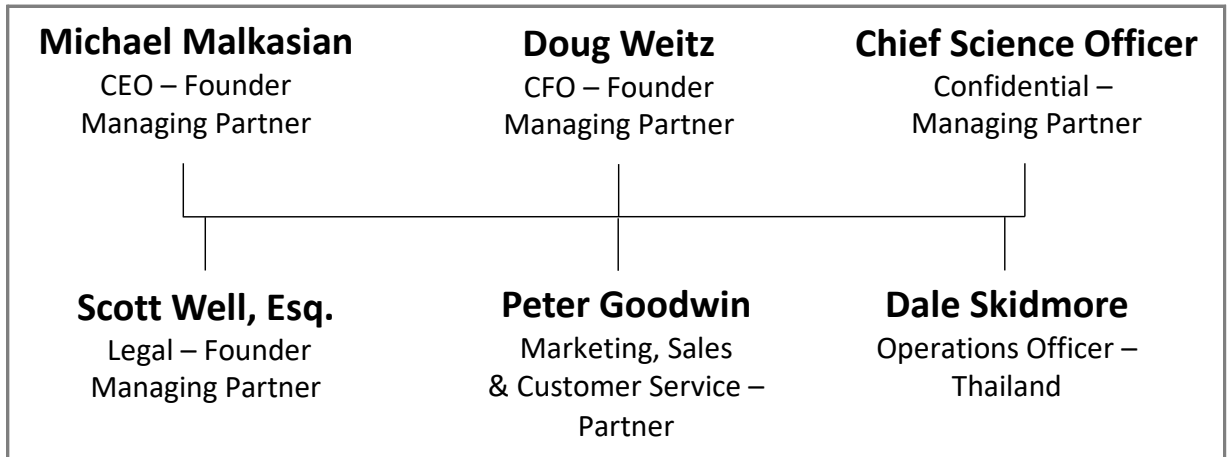 Michael Malkasian
CEO – Founder
Managing Partner
Doug Weitz
CFO – Founder
Managing Partner
Chief Science Officer
Confidential –
Managing Partner
Scott Well, Esq.
Legal – Founder
Managing Partner
Peter Goodwin
Marketing, Sales
& Customer Service –
Partner
Dale Skidmore
Operations Officer –
Thailand